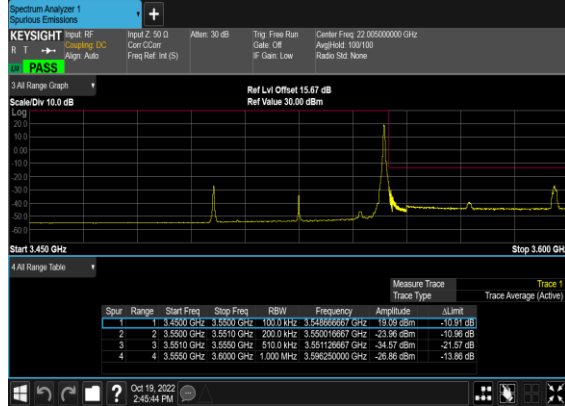 Spectrum Analyzer 1
Spurious Emissions
KEYSIGHT
R T
PASS
Input: RF
Coupling: DC
Align: Auto
Input Z: 50 Ω
Corr CCorr
Freq Ref: Int (S)
Atten: 30 dB
Trig: Free Run
Gate: Off
IF Gain: Low
Center Freq: 22.005000000 GHz
Avg|Hold: 100/100
Radio Std: None
3 All Range Graph
Scale/Div 10.0 dB
Ref Lvl Offset 15.67 dB
Ref Value 30.00 dBm
Log
20.0
10.0
0.00
-10.0
-20.0
-30.0
-40.0
-50.0
-60.0
Start 3.450 GHz
Stop 3.600 GH
4 All Range Table
Measure Trace Trace 1
Trace Type Trace Average (Active)
Spur Range Start Freq Stop Freq RBW Frequency Amplitude ΔLimit
1 1 3.4500 GHz 3.5500 GHz 100.0 kHz 3.548666667 GHz 19.09 dBm -10.91 dB
2 2 3.5500 GHz 3.5510 GHz 200.0 kHz 3.550016667 GHz -23.96 dBm -10.96 dB
3 3 3.5510 GHz 3.5550 GHz 510.0 kHz 3.551126667 GHz -34.57 dBm -21.57 dB
4 4 3.5550 GHz 3.6000 GHz 1.000 MHz 3.596250000 GHz -26.86 dBm -13.86 dB
Oct 19, 2022
2:45:44 PM